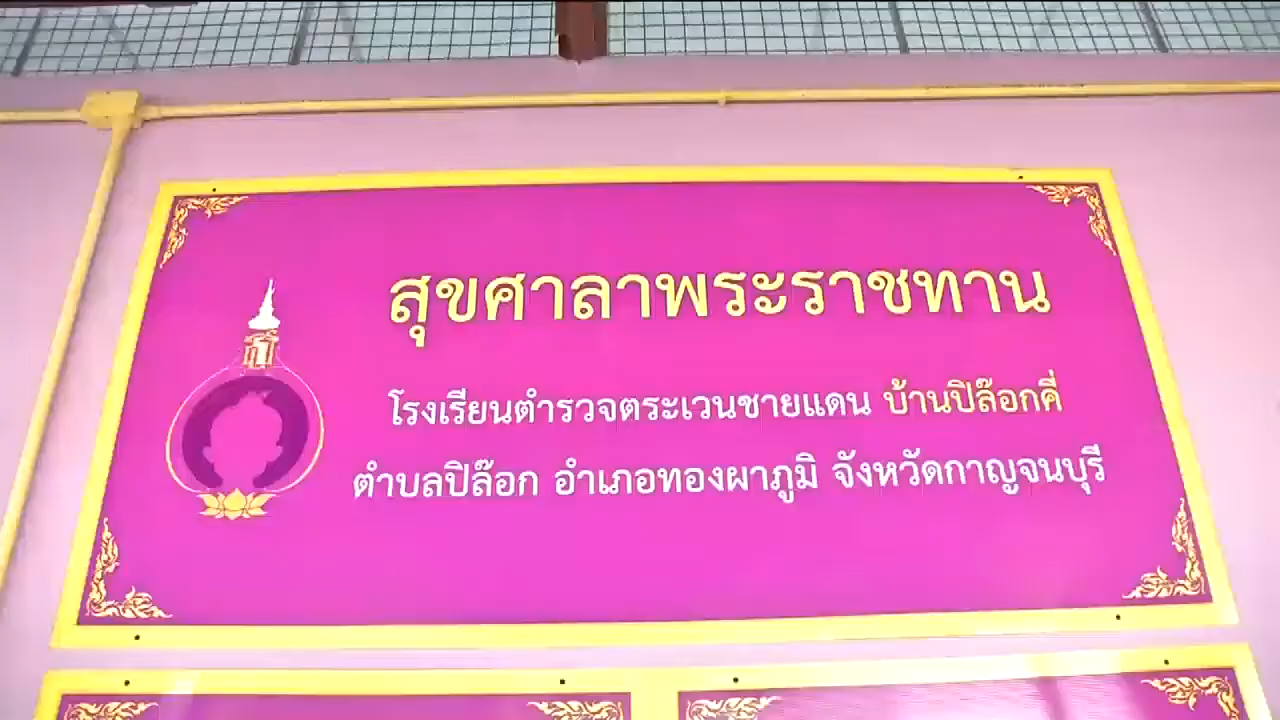 สุขศาลาพระราชทาน
โรงเรียนตำรวจตระเวนชายแดน บ้านปิล๊อกคี่
ตำบลปิล๊อก อำเภอทองผาภูมิ จังหวัดกาญจนบุรี